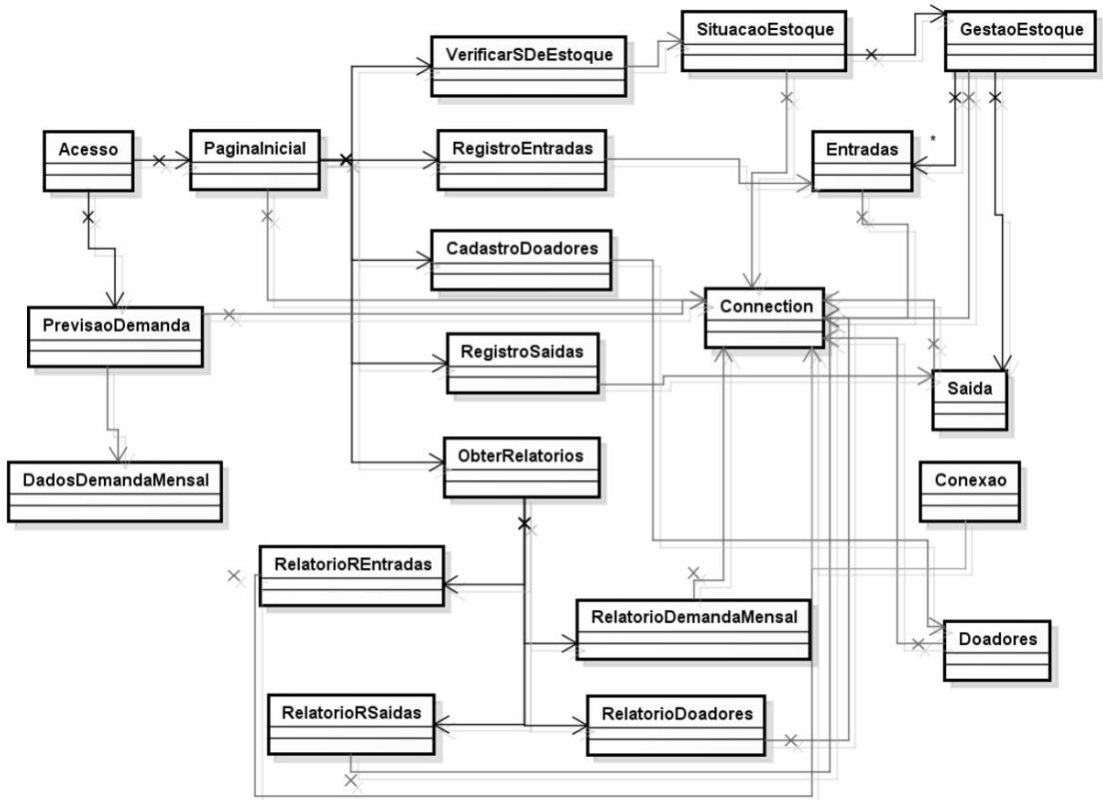 SituacaoEstoque
GestaoEstoque
VerificarSDeEstoque
Acesso
PaginaInicial
RegistroEntradas
Entradas
*
CadastroDoadores
Connection
PrevisaoDemanda
RegistroSaidas
Saida
ObterRelatorios
DadosDemandaMensal
Conexao
RelatorioREntradas
RelatorioDemandaMensal
Doadores
RelatorioRSaidas
RelatorioDoadores